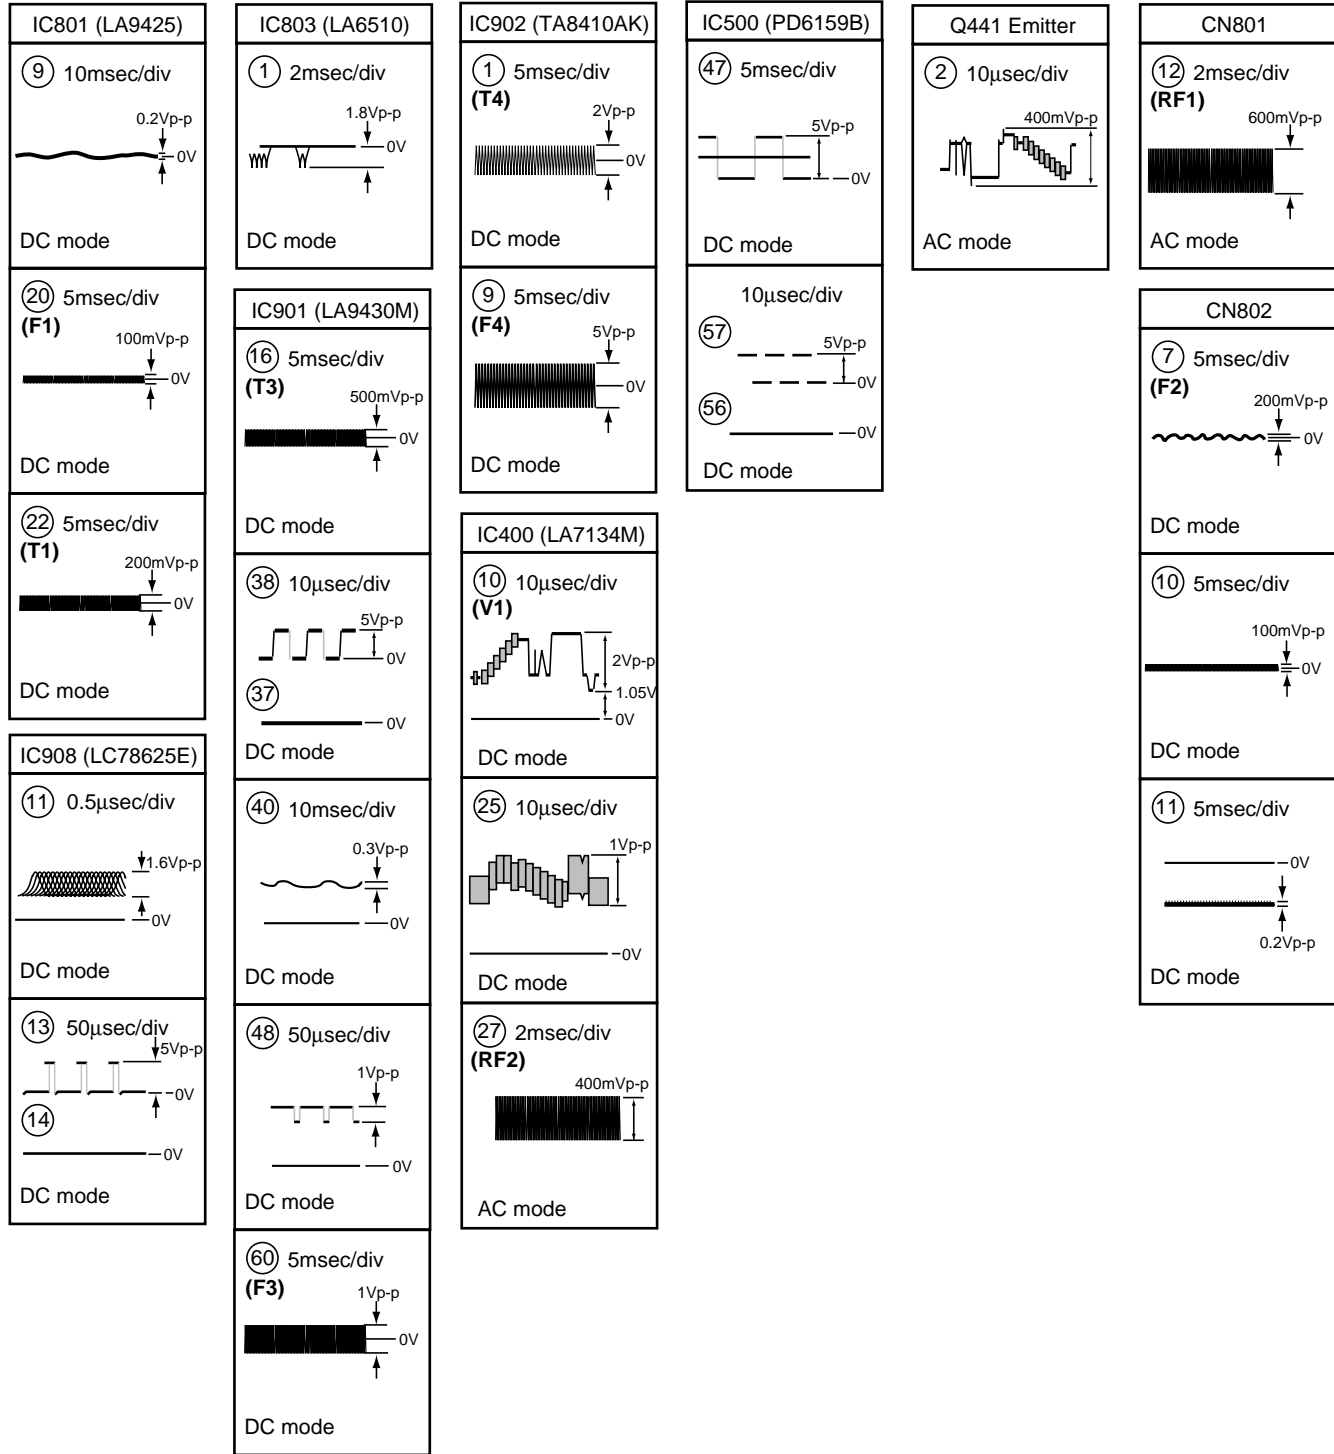 IC801 (LA9425)
9 10msec/div
0.2Vp-p
0V
DC mode
20 5msec/div
(F1)
100mVp-p
0V
DC mode
22 5msec/div
(T1)
200mVp-p
0V
DC mode
IC908 (LC78625E)
11 0.5µsec/div
1.6Vp-p
0V
DC mode
13 50µsec/div
5Vp-p
0V
14
0V
DC mode
IC803 (LA6510)
1 2msec/div
1.8Vp-p
0V
DC mode
IC901 (LA9430M)
16 5msec/div
(T3)
500mVp-p
0V
DC mode
38 10µsec/div
5Vp-p
0V
37
0V
DC mode
40 10msec/div
0.3Vp-p
0V
DC mode
48 50µsec/div
1Vp-p
0V
DC mode
60 5msec/div
(F3)
1Vp-p
0V
DC mode
IC902 (TA8410AK)
1 5msec/div
(T4)
2Vp-p
0V
DC mode
9 5msec/div
(F4)
5Vp-p
0V
DC mode
IC400 (LA7134M)
10 10µsec/div
(V1)
2Vp-p
1.05V
0V
DC mode
25 10µsec/div
1Vp-p
0V
DC mode
27 2msec/div
(RF2)
400mVp-p
AC mode
IC500 (PD6159B)
47 5msec/div
5Vp-p
0V
DC mode
10µsec/div
57
5Vp-p
0V
56
0V
DC mode
Q441 Emitter
2 10µsec/div
400mVp-p
AC mode
CN801
12 2msec/div
(RF1)
600mVp-p
AC mode
CN802
7 5msec/div
(F2)
200mVp-p
0V
DC mode
10 5msec/div
100mVp-p
0V
DC mode
11 5msec/div
0V
0.2Vp-p
DC mode